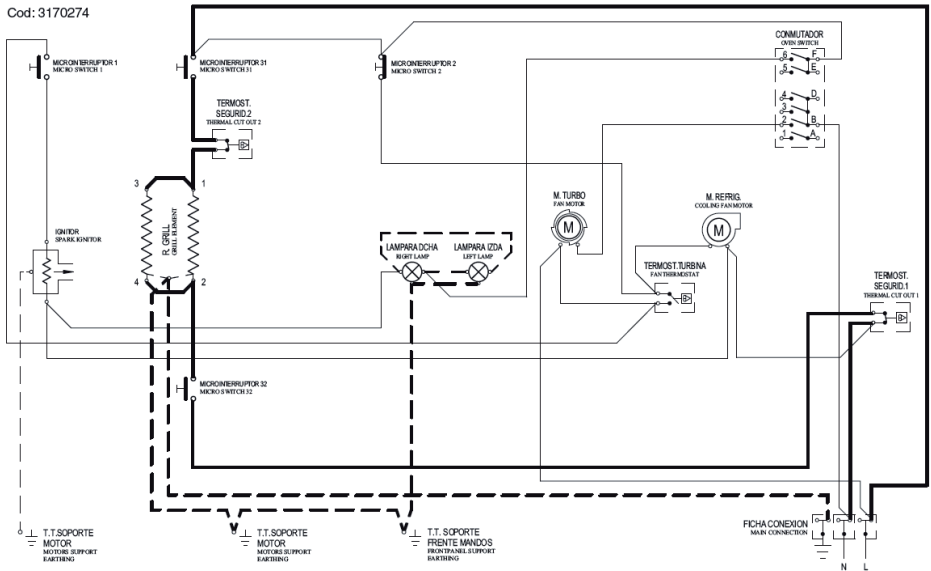 Cod: 3170274
MICROINTERRUPTOR 1
MICRO SWITCH 1
MICROINTERRUPTOR 31
MICRO SWITCH 31
MICROINTERRUPTOR 2
MICRO SWITCH 2
CONMUTADOR
OVEN SWITCH
6 F
5 E
4 D
3
2 B
1 A
TERMOST.
SEGURID.2
THERMAL CUT OUT 2
3 1
R. GRILL
GRILL ELEMENT
4 2
IGNITOR
SPARK IGNITOR
M. TURBO
FAN MOTOR
M
M. REFRIG.
COOLING FAN MOTOR
M
LAMPARA DCHA
RIGHT LAMP
LAMPARA IZDA
LEFT LAMP
TERMOST.TURBINA
FAN THERMOSTAT
TERMOST.
SEGURID.1
THERMAL CUT OUT 1
MICROINTERRUPTOR 32
MICRO SWITCH 32
T.T.SOPORTE
MOTOR
MOTORS SUPPORT
EARTHING
T.T.SOPORTE
MOTOR
MOTORS SUPPORT
EARTHING
T.T. SOPORTE
FRENTE MANDOS
FRONTPANEL SUPPORT
EARTHING
FICHA CONEXION
MAIN CONNECTION
N L